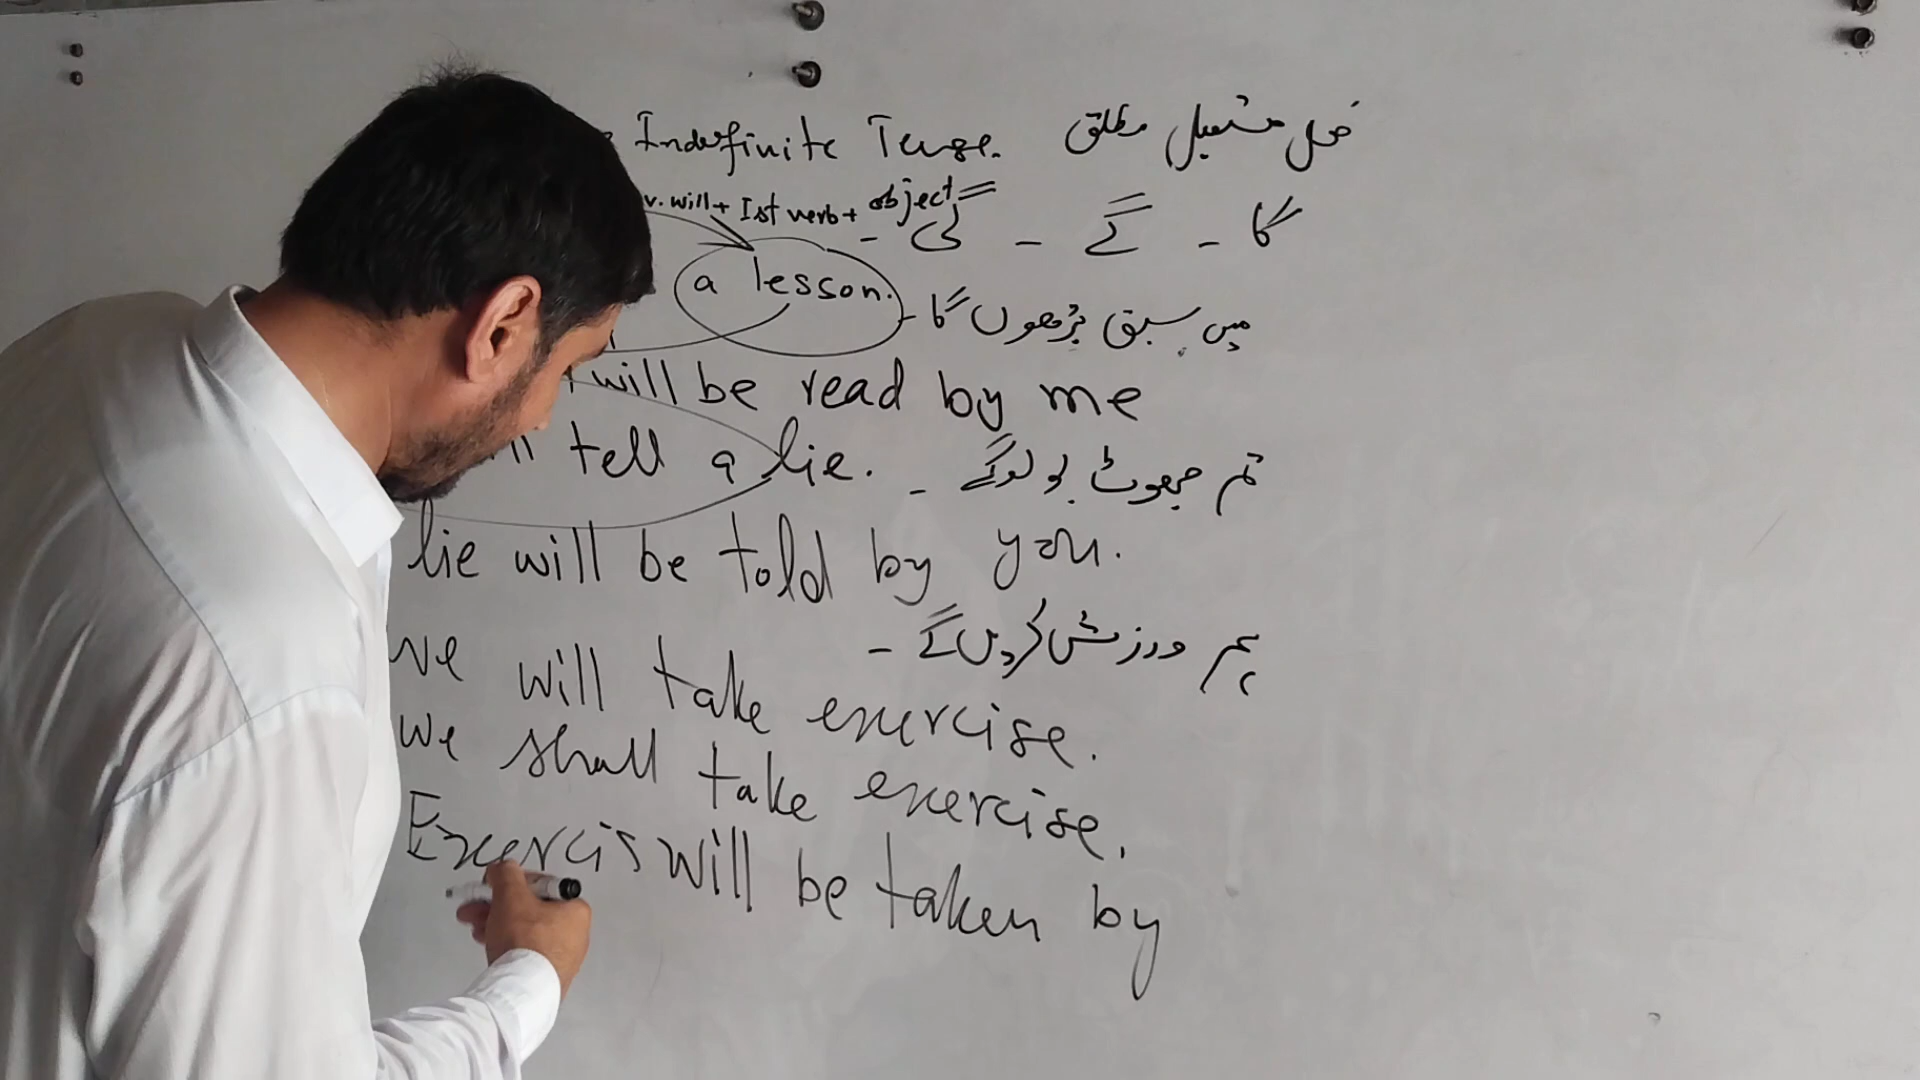 Indefinite Tense. فعل مستقبل مطلق
v. will + Ist verb + object
گا - گے - گی -
a lesson. میں سبق پڑھوں گا -
will be read by me
tell a lie. تم جھوٹ بولو گے -
lie will be told by you.
ہم ورزش کریں گے -
we will take exercise.
we shall take exercise.
Exercis will be taken by